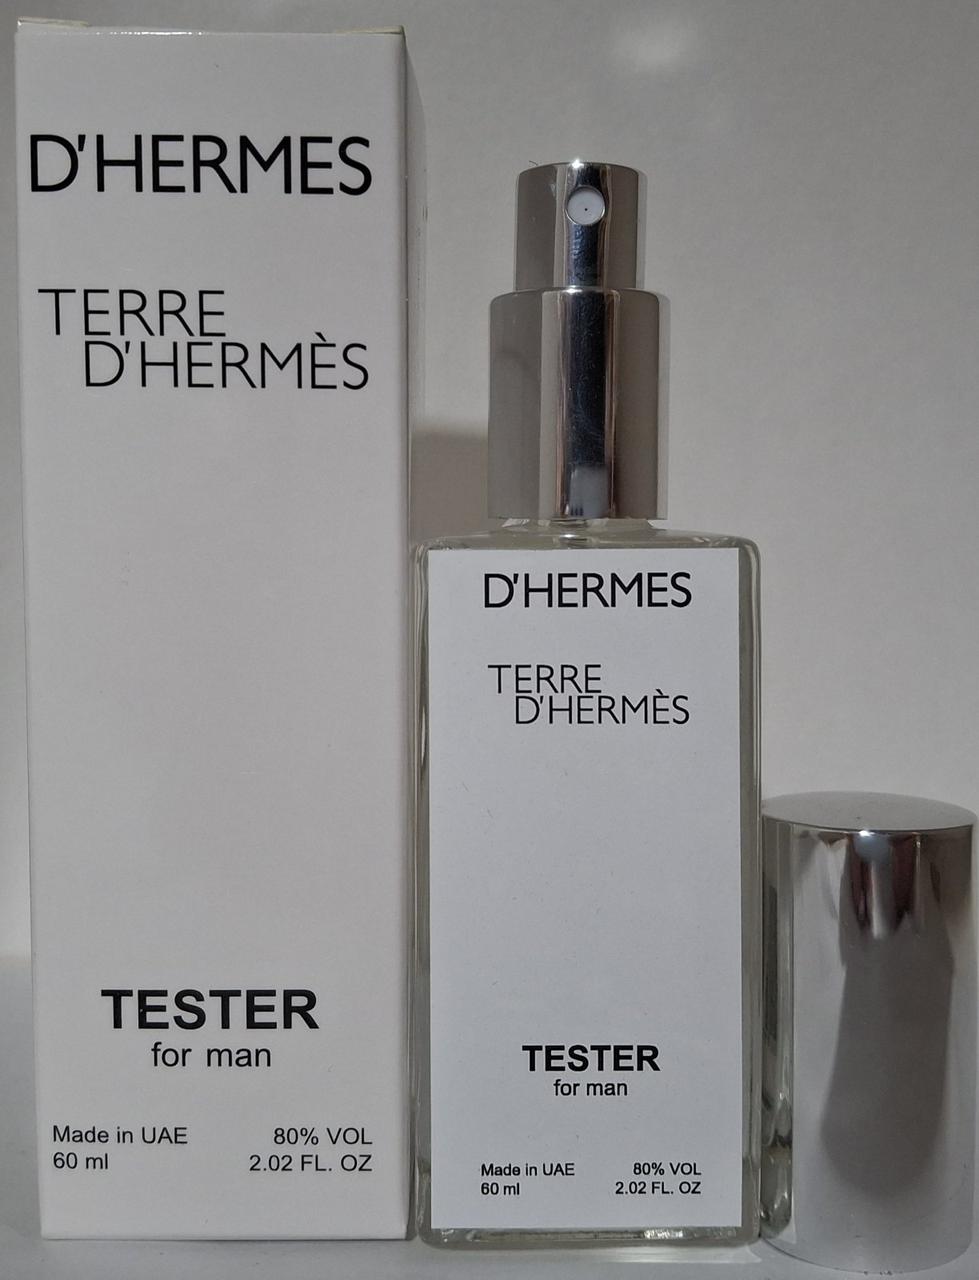 D'HERMES
TERRE
D'HERMÈS
TESTER
for man
Made in UAE 80% VOL
60 ml 2.02 FL. OZ
D'HERMES
TERRE
D'HERMÈS
TESTER
for man
Made in UAE 80% VOL
60 ml 2.02 FL. OZ